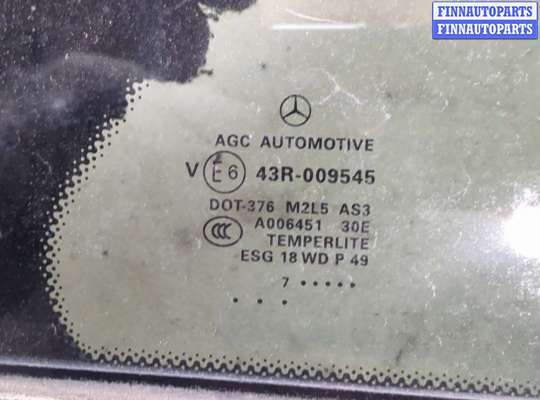 FINNAUTOPARTS
FINNAUTOPARTS
AGC AUTOMOTIVE
V E6 43R-009545
DOT-376 M2L5 AS3
CCC A006451 30E
TEMPERLITE
ESG 18 WD P 49
7 •••••
• • •